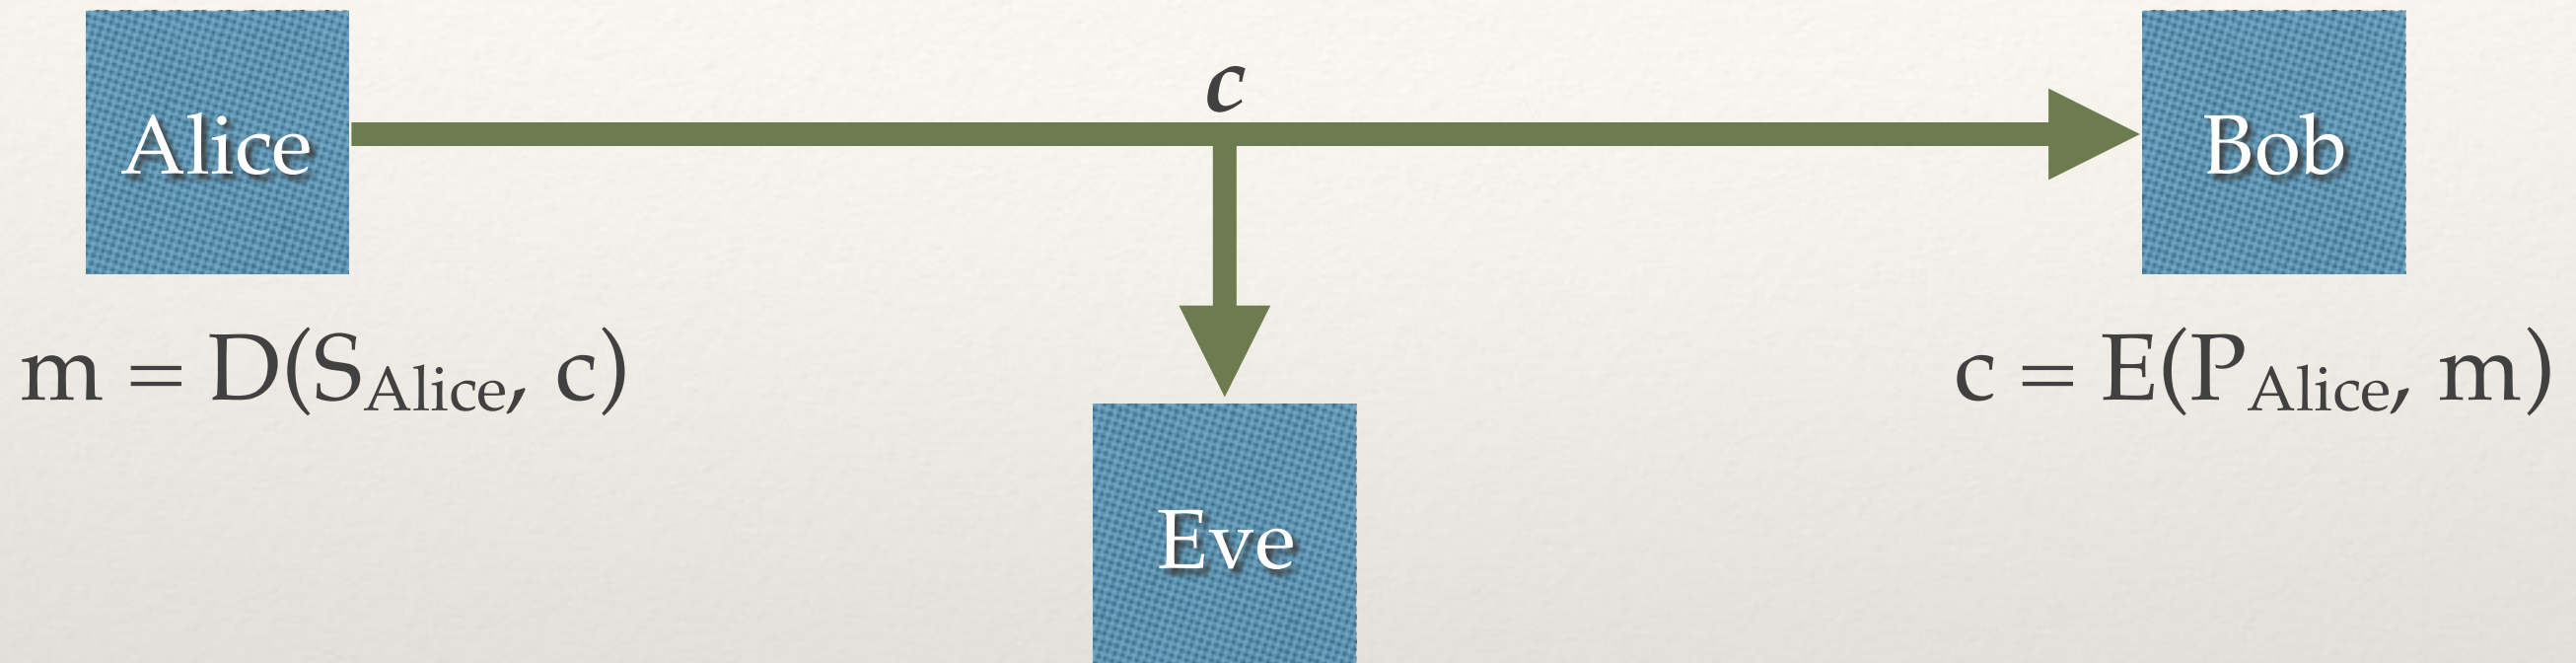 c
Alice
Bob
m = D(S_Alice, c)
c = E(P_Alice, m)
Eve